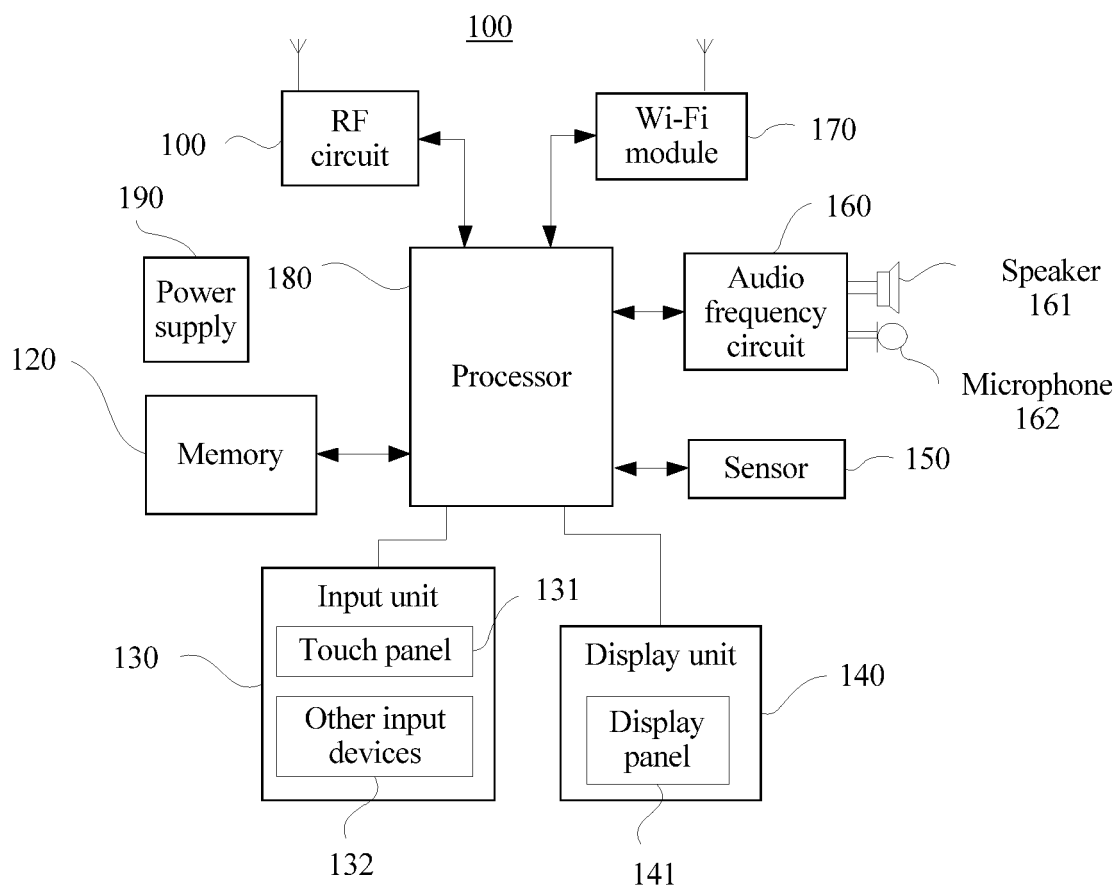 100
RF
circuit
100
Wi-Fi
module
170
190
Power
supply
180
Processor
160
Audio
frequency
circuit
Speaker
161
Microphone
162
120
Memory
Sensor
150
Input unit
131
Touch panel
130
Other input
devices
132
Display unit
140
Display
panel
141